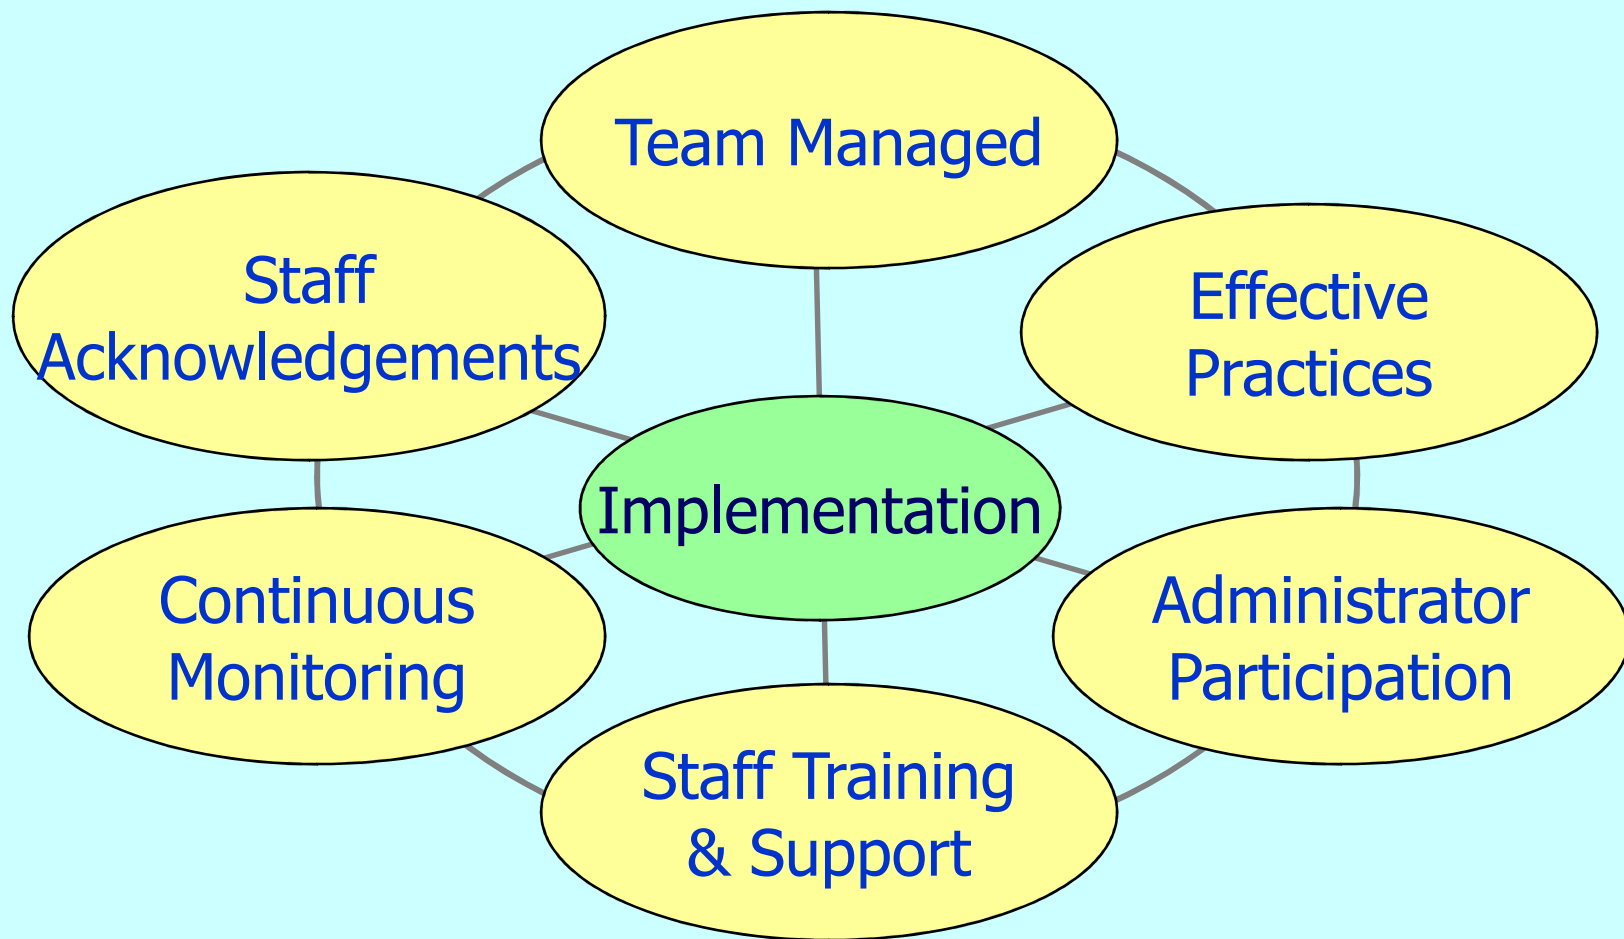 Team Managed
Staff
Acknowledgements
Effective
Practices
Implementation
Continuous
Monitoring
Administrator
Participation
Staff Training
& Support